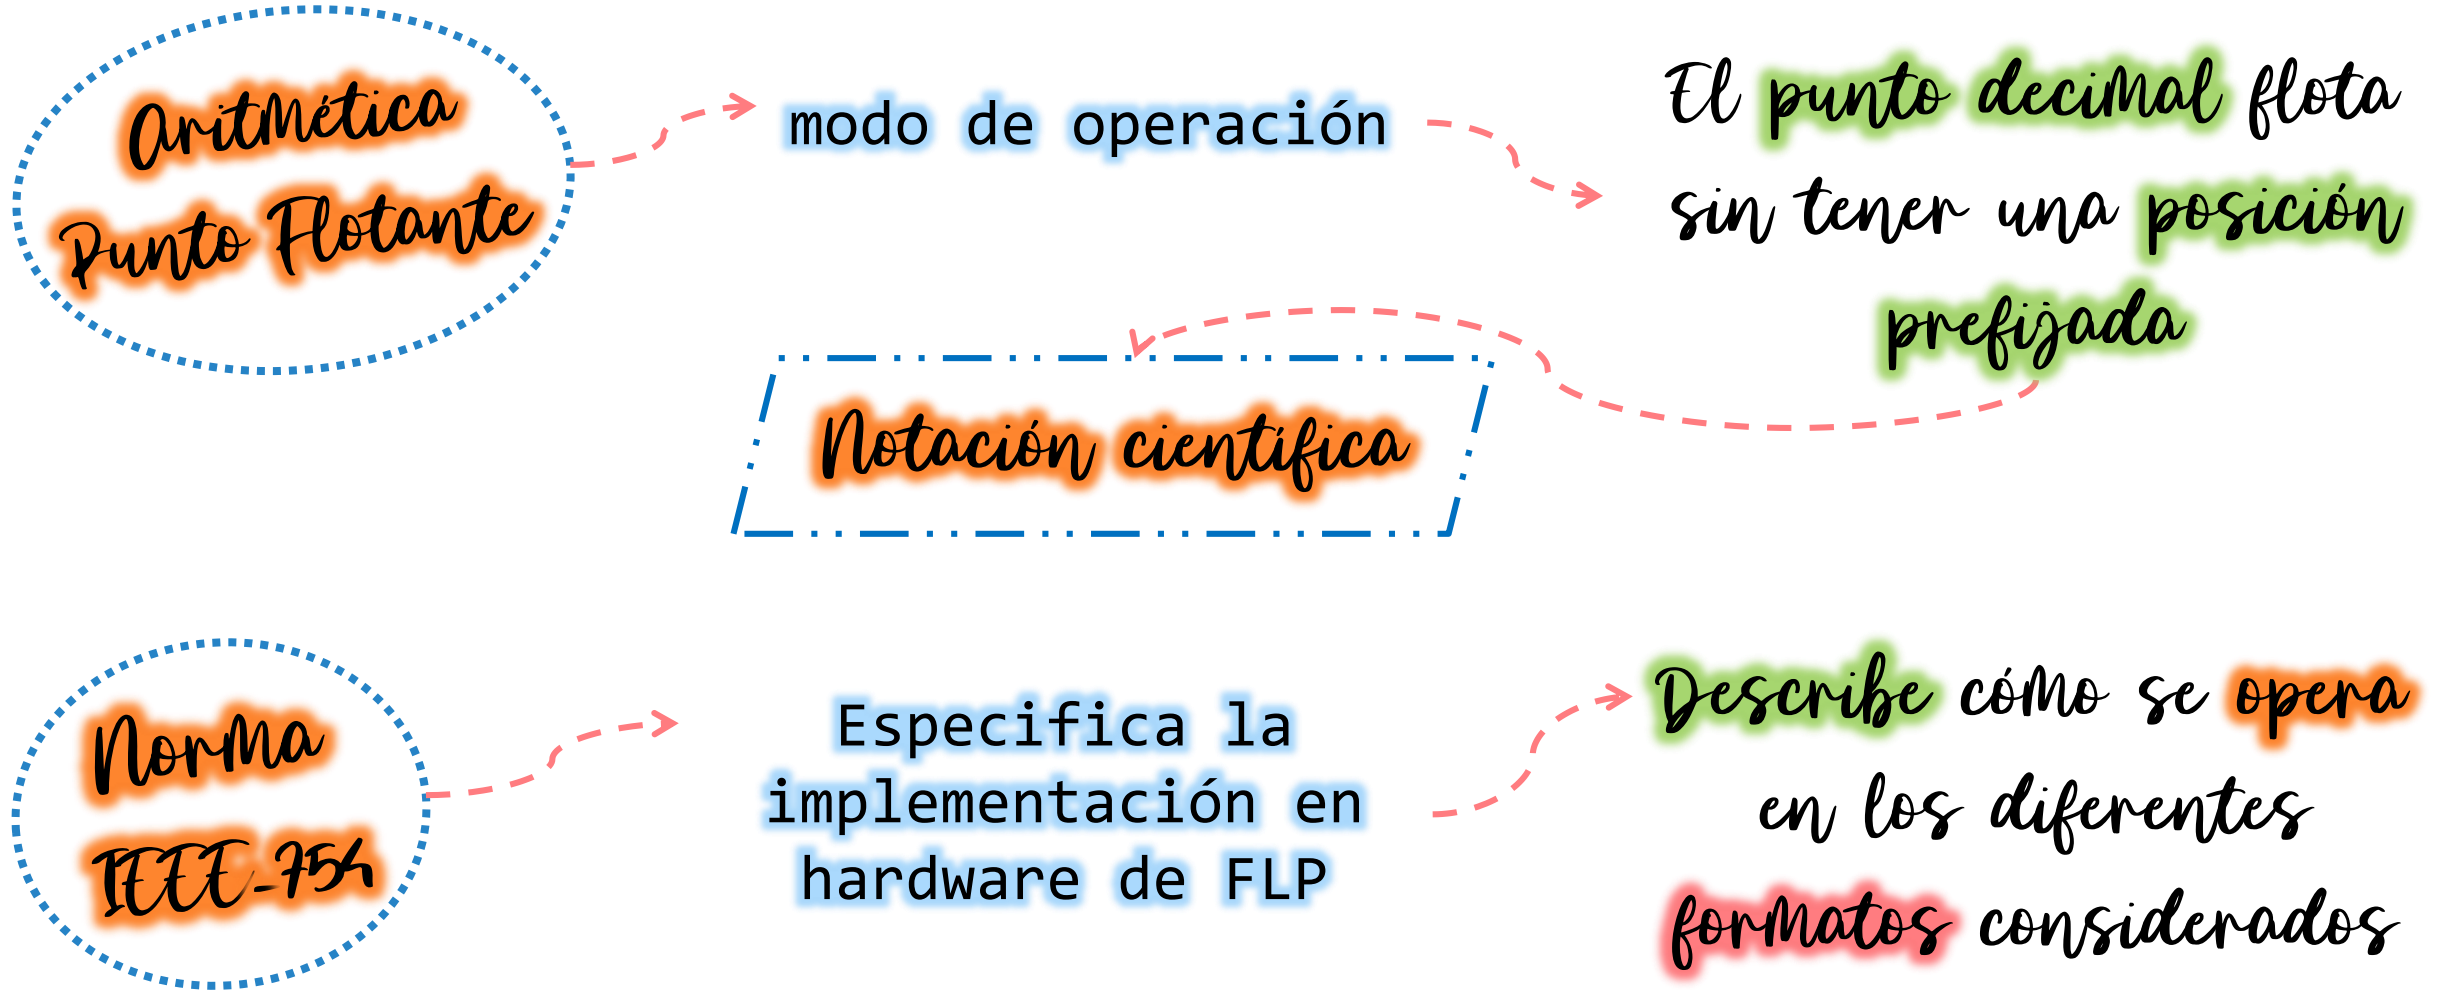 Aritmética
Punto Flotante
modo de operación
El punto decimal flota
sin tener una posición
prefijada
Notación científica
Norma
IEEE-754
Especifica la
implementación en
hardware de FLP
Describe cómo se opera
en los diferentes
formatos considerados